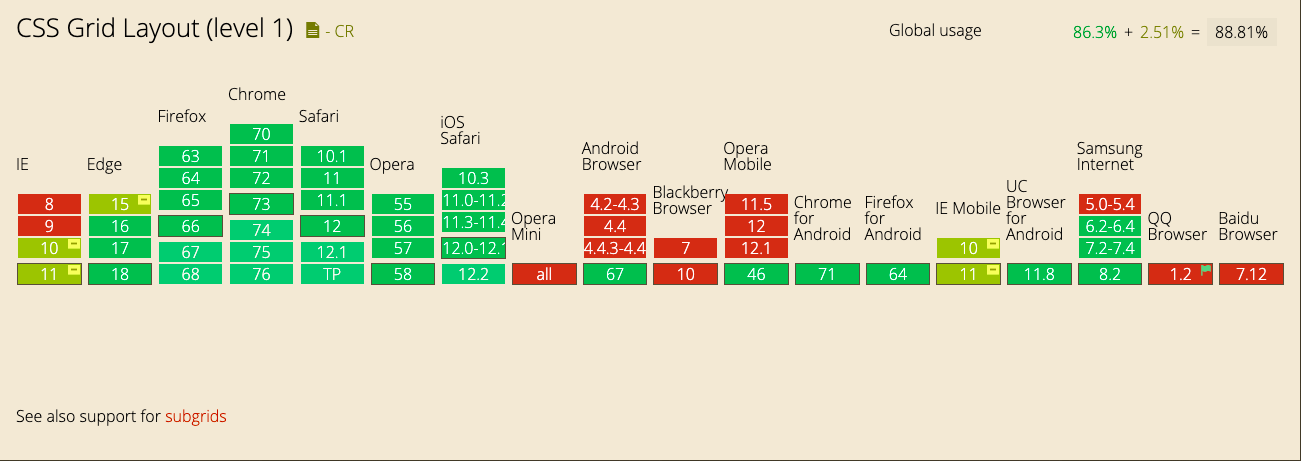 CSS Grid Layout (level 1) - CR
Global usage 86.3% + 2.51% = 88.81%
IE
8
9
10
11
Edge
15
16
17
18
Firefox
63
64
65
66
67
68
Chrome
70
71
72
73
74
75
76
Safari
10.1
11
11.1
12
12.1
TP
Opera
55
56
57
58
iOS
Safari
10.3
11.0-11.2
11.3-11.4
12.0-12.1
12.2
Opera
Mini
all
Android
Browser
4.2-4.3
4.4
4.4.3-4.4
67
Blackberry
Browser
7
10
Opera
Mobile
11.5
12
12.1
46
Chrome
for
Android
71
Firefox
for
Android
64
IE Mobile
10
11
UC
Browser
for
Android
11.8
Samsung
Internet
5.0-5.4
6.2-6.4
7.2-7.4
8.2
QQ
Browser
1.2
Baidu
Browser
7.12
See also support for subgrids